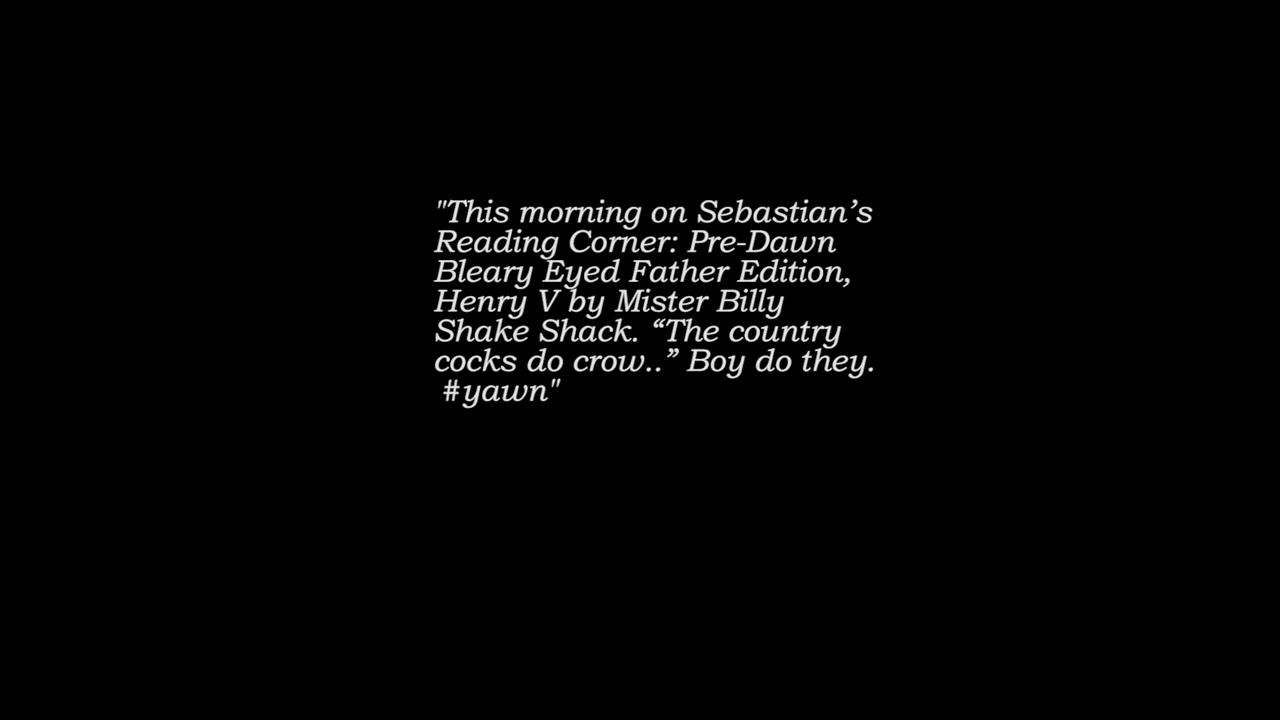 "This morning on Sebastian’s
Reading Corner: Pre-Dawn
Bleary Eyed Father Edition,
Henry V by Mister Billy
Shake Shack. “The country
cocks do crow..” Boy do they.
#yawn"